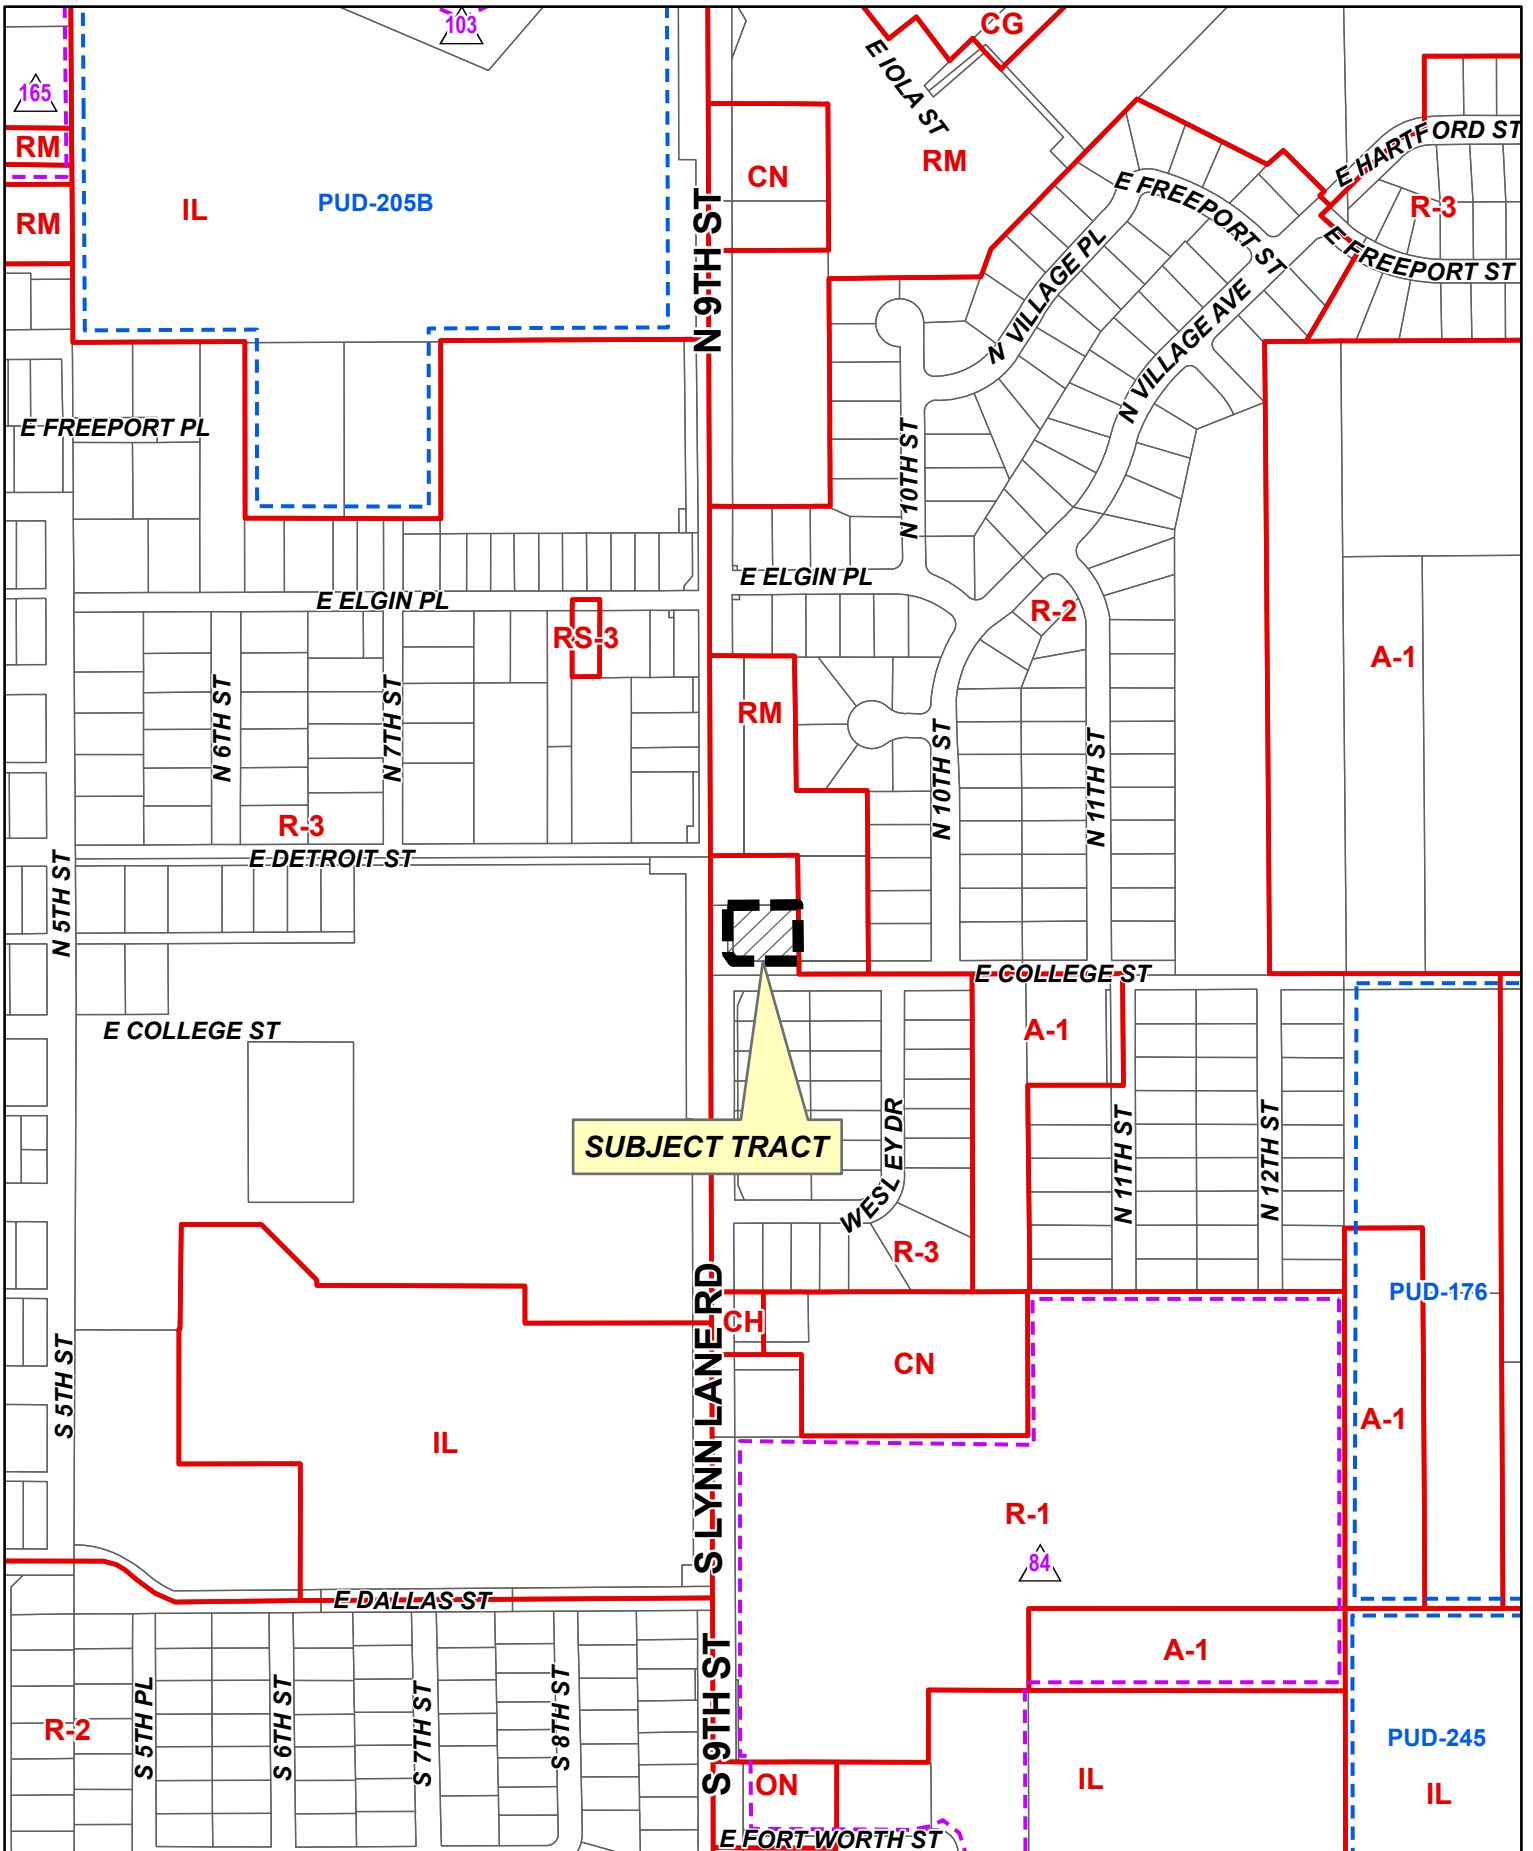 103
CG
165
E IOLA ST
E HARTFORD ST
RM
RM
CN
E FREEPORT ST
IL
PUD-205B
R-3
RM
N 9TH ST
E FREEPORT ST
N VILLAGE PL
N VILLAGE AVE
E FREEPORT PL
N 10TH ST
E ELGIN PL
E ELGIN PL
R-2
RS-3
A-1
RM
N 6TH ST
N 7TH ST
N 10TH ST
N 11TH ST
R-3
E DETROIT ST
N 5TH ST
E COLLEGE ST
E COLLEGE ST
A-1
SUBJECT TRACT
WESLEY DR
N 11TH ST
N 12TH ST
R-3
PUD-176
CH
S LYNN LANE RD
CN
S 5TH ST
A-1
IL
R-1
84
E DALLAS ST
A-1
R-2
S 5TH PL
S 6TH ST
S 7TH ST
S 8TH ST
S 9TH ST
PUD-245
ON
IL
IL
E FORT WORTH ST